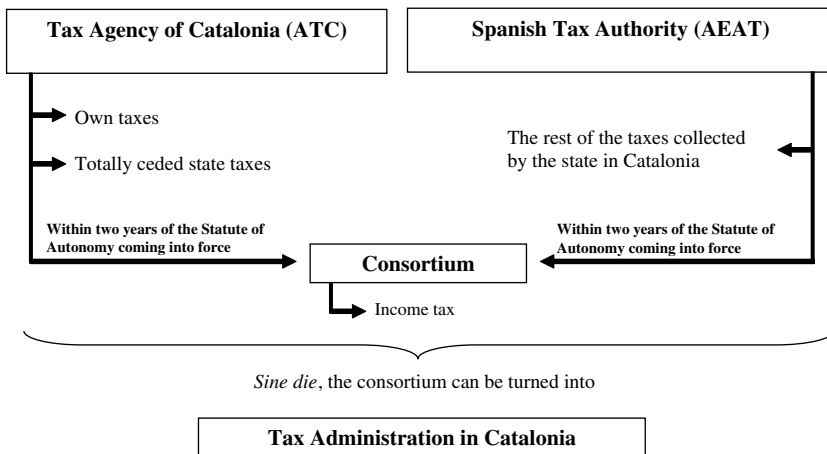 Tax Agency of Catalonia (ATC)
Spanish Tax Authority (AEAT)
Own taxes
Totally ceded state taxes
The rest of the taxes collected
by the state in Catalonia
Within two years of the Statute of
Autonomy coming into force
Within two years of the Statute of
Autonomy coming into force
Consortium
Income tax
Sine die, the consortium can be turned into
Tax Administration in Catalonia